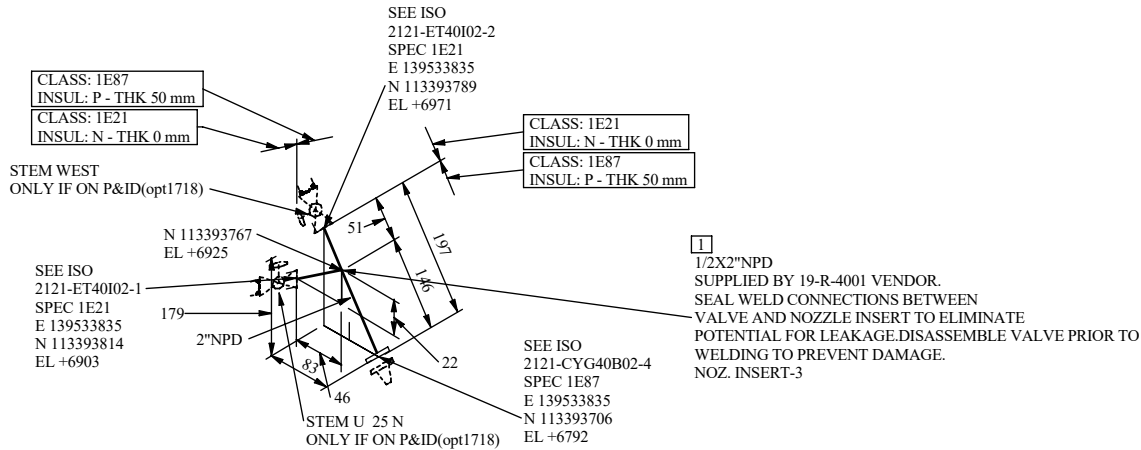 SEE ISO
2121-ET40I02-2
SPEC 1E21
E 139533835
N 113393789
EL +6971
CLASS: 1E87
INSUL: P - THK 50 mm
CLASS: 1E21
INSUL: N - THK 0 mm
CLASS: 1E21
INSUL: N - THK 0 mm
CLASS: 1E87
INSUL: P - THK 50 mm
STEM WEST
ONLY IF ON P&ID(opt1718)
51
197
146
N 113393767
EL +6925
1
1/2X2"NPD
SUPPLIED BY 19-R-4001 VENDOR.
SEAL WELD CONNECTIONS BETWEEN
VALVE AND NOZZLE INSERT TO ELIMINATE
POTENTIAL FOR LEAKAGE.DISASSEMBLE VALVE PRIOR TO
WELDING TO PREVENT DAMAGE.
NOZ. INSERT-3
SEE ISO
2121-ET40I02-1
SPEC 1E21
E 139533835
N 113393814
EL +6903
179
2"NPD
83
46
22
SEE ISO
2121-CYG40B02-4
SPEC 1E87
E 139533835
N 113393706
EL +6792
STEM U 25 N
ONLY IF ON P&ID(opt1718)